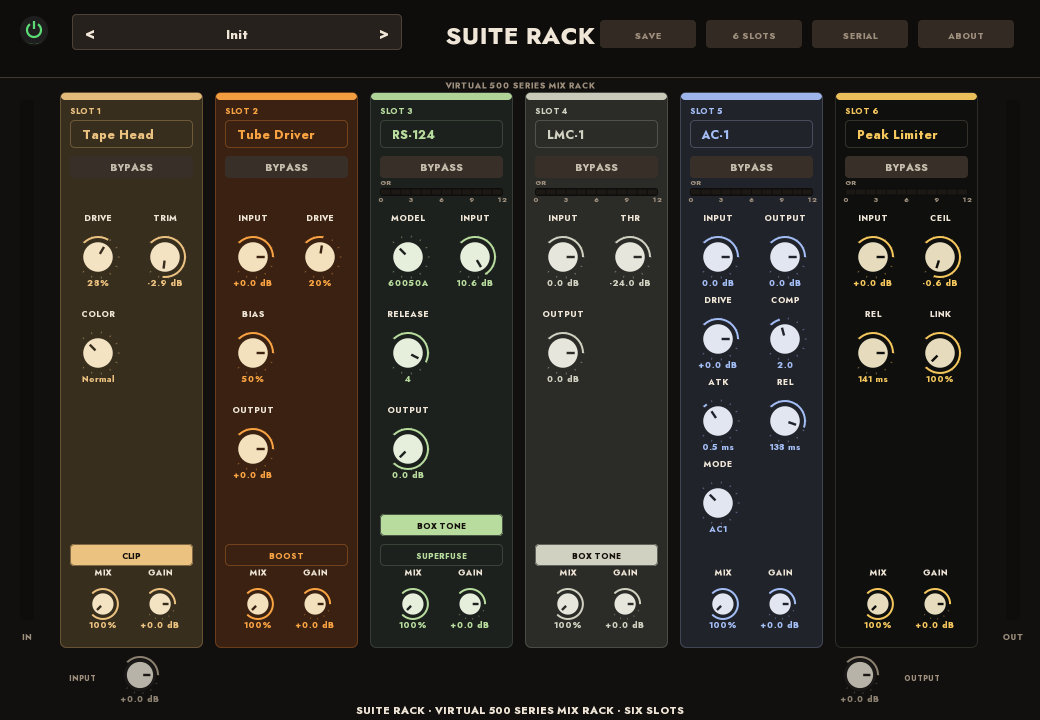 < Init >
SUITE RACK
SAVE
6 SLOTS
SERIAL
ABOUT
VIRTUAL 500 SERIES MIX RACK
SLOT 1
Tape Head
BYPASS
DRIVE TRIM
28% -2.9 dB
COLOR
Normal
CLIP
MIX GAIN
100% +0.0 dB
SLOT 2
Tube Driver
BYPASS
INPUT DRIVE
+0.0 dB 20%
BIAS
50%
OUTPUT
+0.0 dB
BOOST
MIX GAIN
100% +0.0 dB
SLOT 3
RS-124
BYPASS
GR
0 3 6 9 12
MODEL INPUT
60050A 10.6 dB
RELEASE
4
OUTPUT
0.0 dB
BOX TONE
SUPERFUSE
MIX GAIN
100% +0.0 dB
SLOT 4
LMC-1
BYPASS
GR
0 3 6 9 12
INPUT THR
0.0 dB -24.0 dB
OUTPUT
0.0 dB
BOX TONE
MIX GAIN
100% +0.0 dB
SLOT 5
AC-1
BYPASS
GR
0 3 6 9 12
INPUT OUTPUT
0.0 dB 0.0 dB
DRIVE COMP
+0.0 dB 2.0
ATK REL
0.5 ms 138 ms
MODE
AC1
MIX GAIN
100% +0.0 dB
SLOT 6
Peak Limiter
BYPASS
GR
0 3 6 9 12
INPUT CEIL
+0.0 dB -0.6 dB
REL LINK
141 ms 100%
MIX GAIN
100% +0.0 dB
IN
OUT
INPUT
+0.0 dB
OUTPUT
+0.0 dB
SUITE RACK · VIRTUAL 500 SERIES MIX RACK · SIX SLOTS